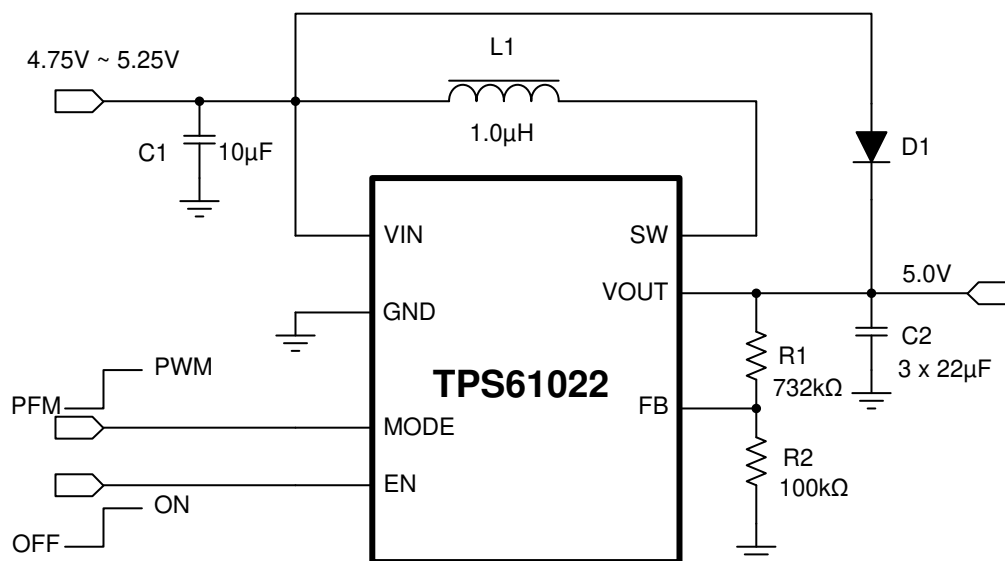 L1
4.75V ~ 5.25V
1.0µH
C1
10µF
D1
VIN
SW
VOUT
5.0V
GND
C2
3 x 22µF
R1
732kΩ
TPS61022
PWM
PFM
MODE
FB
R2
100kΩ
EN
ON
OFF